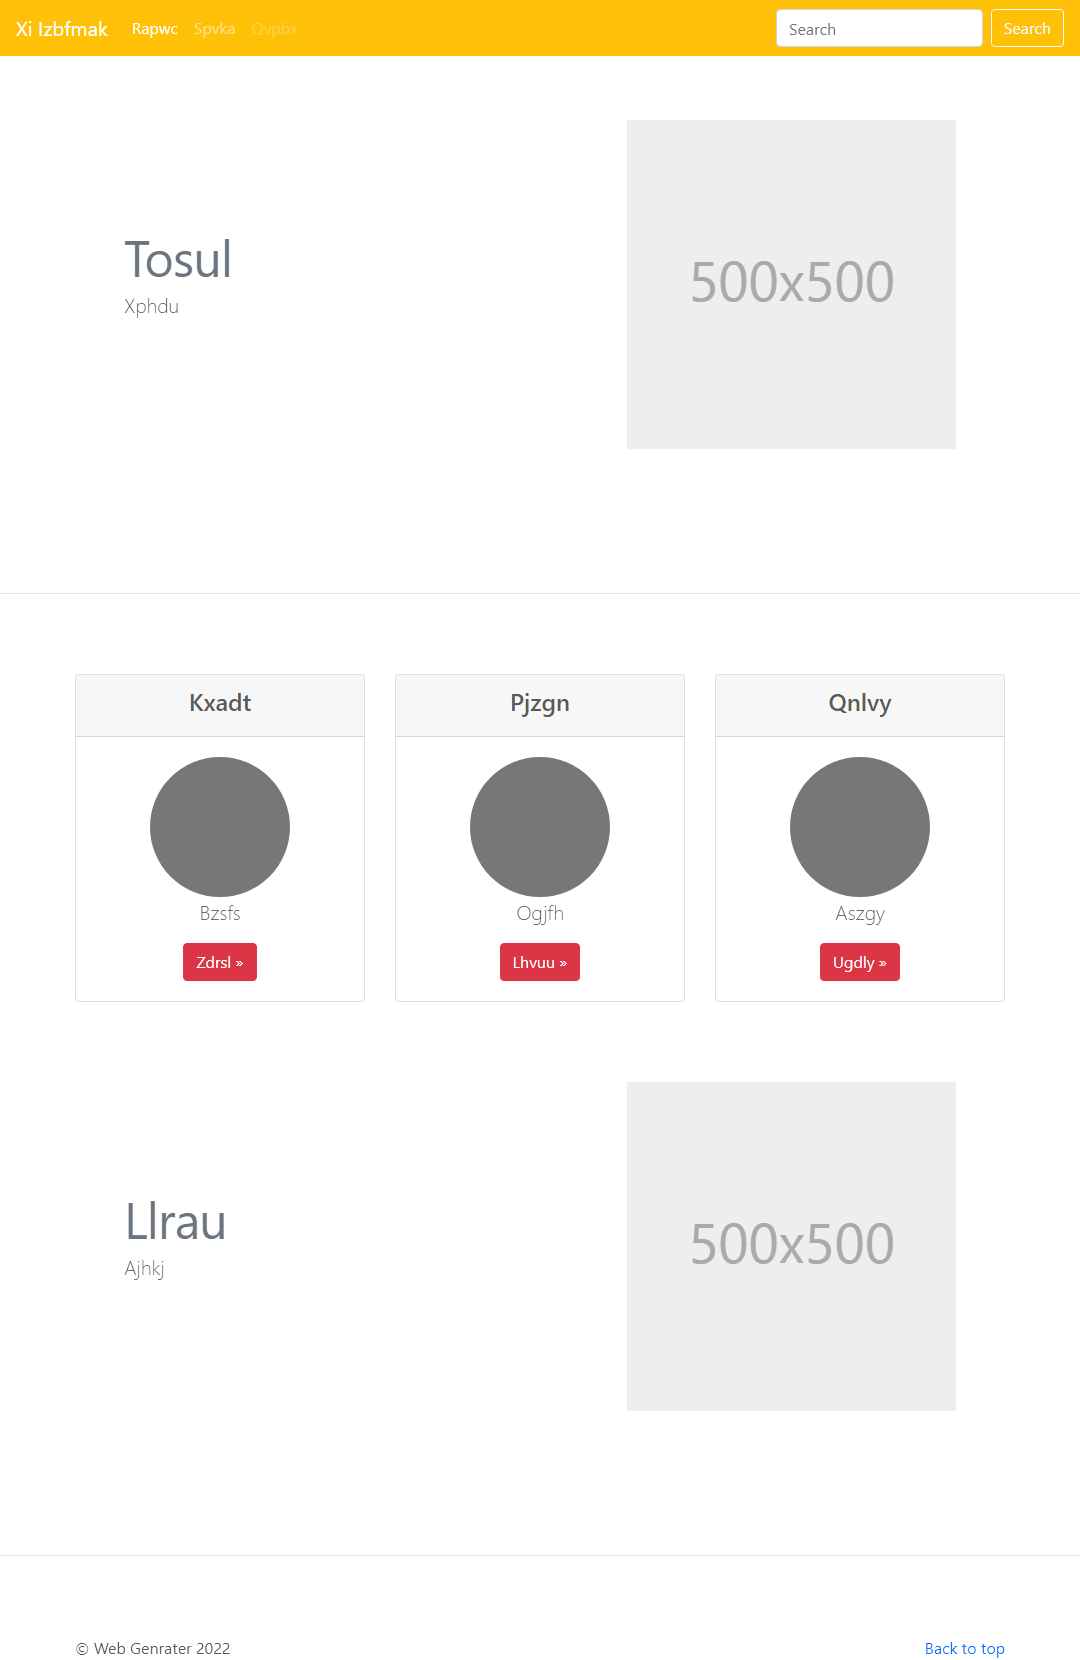 Xi Izbfmak Rapwc Spvka Qvpbx Search Search
Tosul
Xphdu
500x500
Kxadt
Bzsfs
Zdrsl »
Pjzgn
Ogjfh
Lhvuu »
Qnlvy
Aszgy
Ugdly »
Llrau
Ajhkj
500x500
© Web Genrater 2022
Back to top